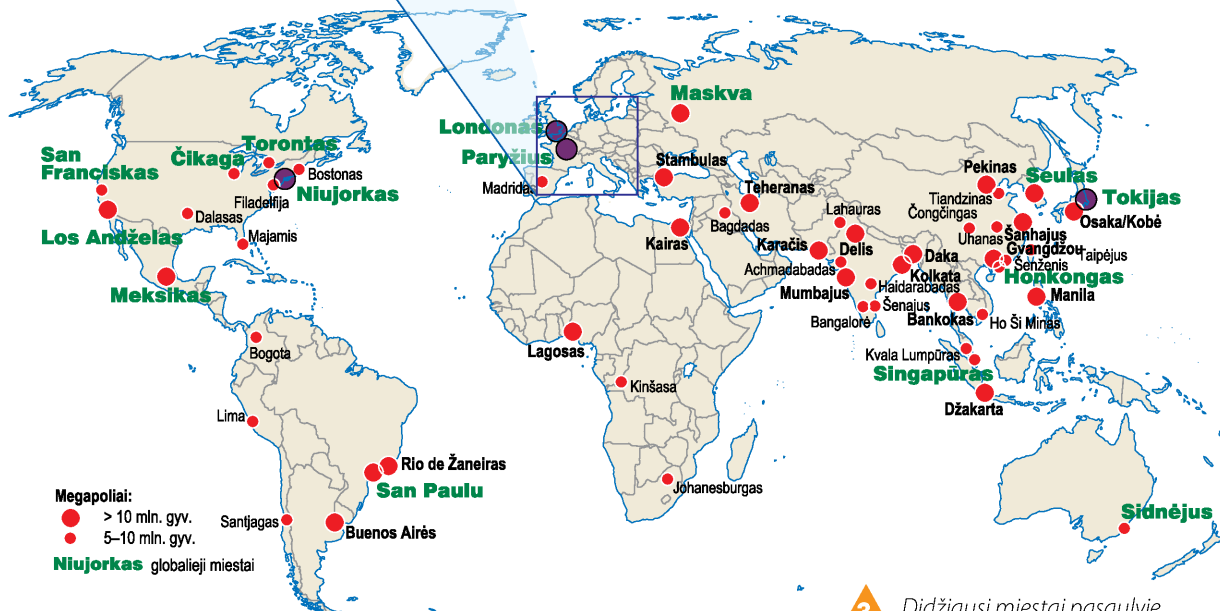 Maskva
Londonas
Paryžius
Madridas
Stambulas
Torontas
Čikaga
Bostonas
Niujorkas
Filadelfija
San
Franciskas
Dalasas
Majamis
Los Andželas
Meksikas
Teheranas
Bagdadas
Kairas
Lahauras
Karačis
Delis
Achmadabadas
Daka
Kolkata
Mumbajus
Haidarabadas
Šenajus
Bangalorė
Pekinas
Seulas
Tiandzinas
Tokijas
Čongčingas
Osaka/Kobė
Uhanas
Šanhajus
Gvangdžou
Taipėjus
Šenženis
Honkongas
Manila
Bankokas
Ho Ši Minas
Kvala Lumpūras
Singapūras
Džakarta
Lagosas
Kinšasa
Johanesburgas
Bogota
Lima
Rio de Žaneiras
San Paulu
Santjagas
Buenos Airės
Sidnėjus
Megapoliai:
> 10 mln. gyv.
5–10 mln. gyv.
Niujorkas globalieji miestai
2 Didžiausi miestai pasaulyje